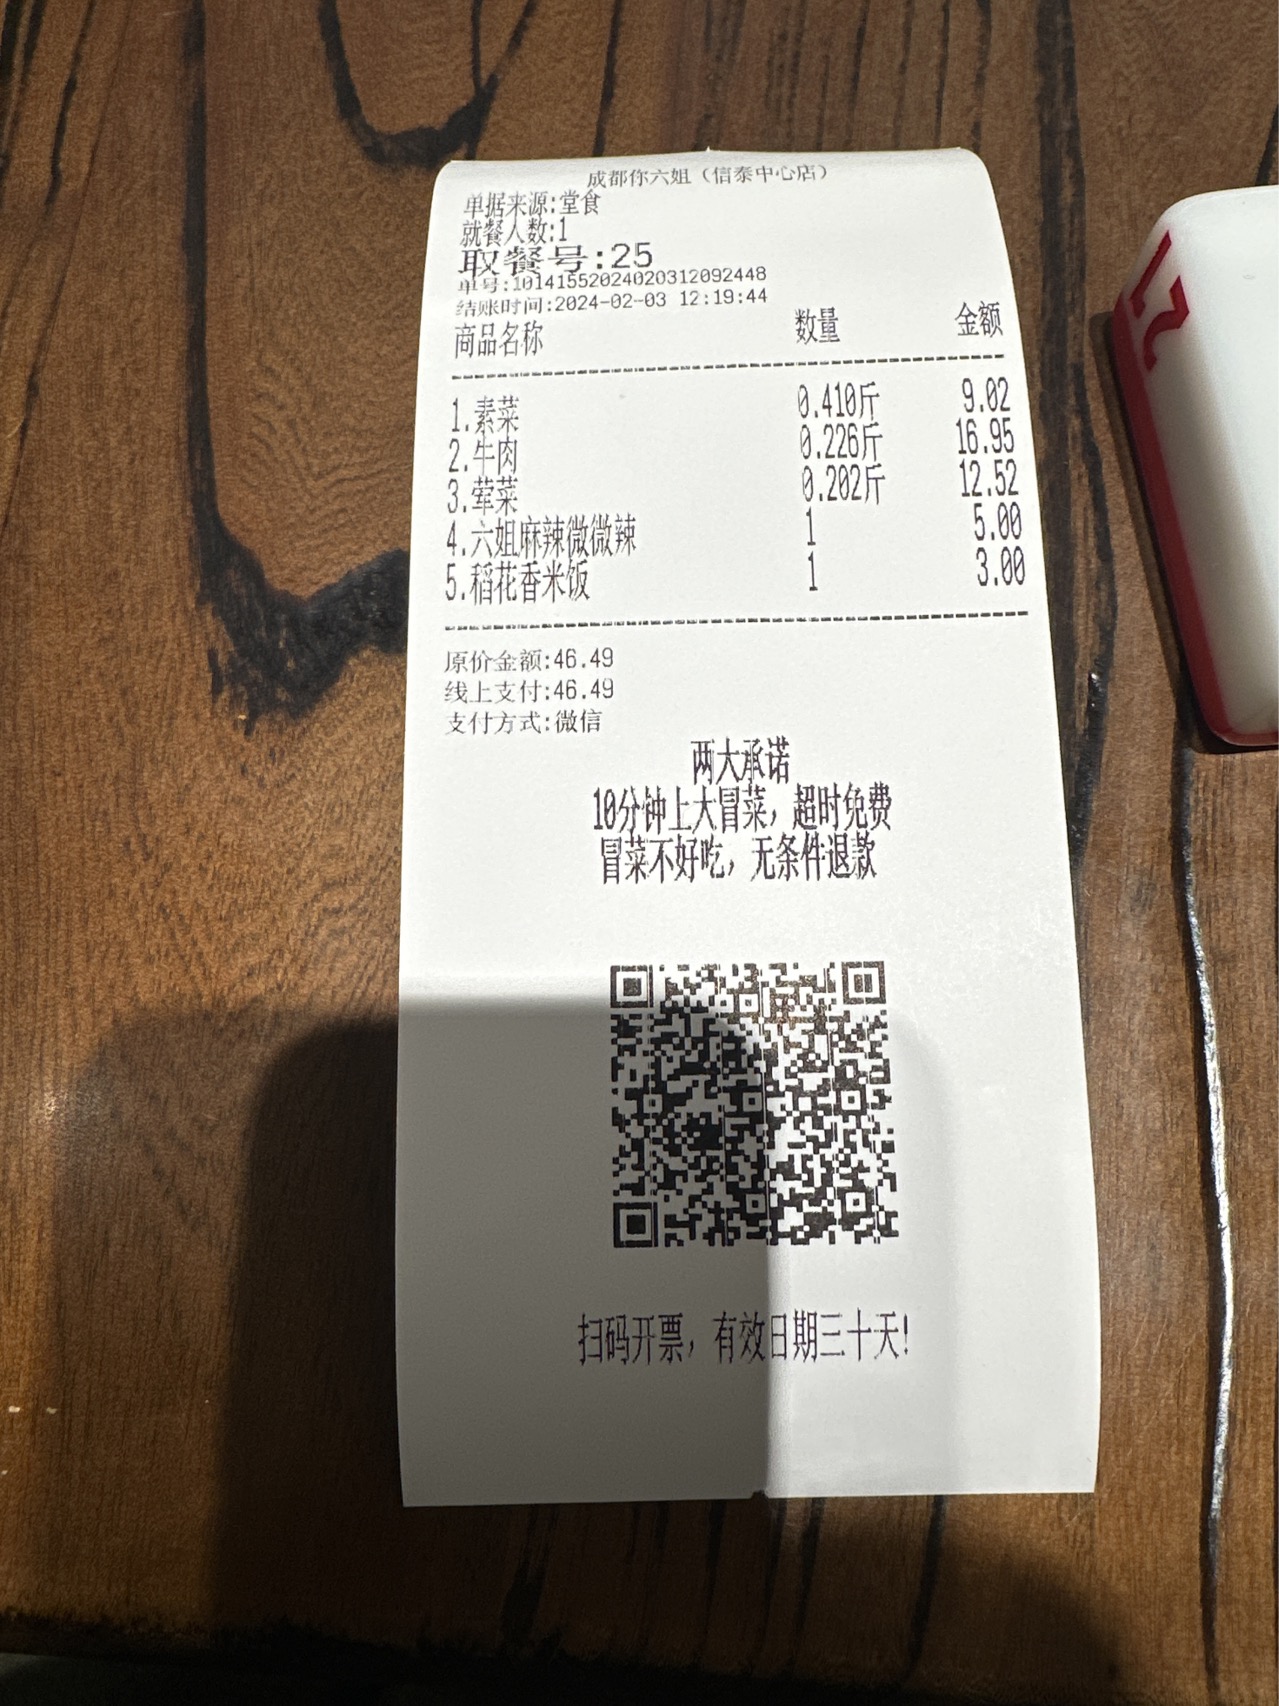 成都你六姐（信泰中心店）
单据来源:堂食
就餐人数:1
取餐号:25
单号:10141552024020312092448
结账时间:2024-02-03 12:19:44
商品名称 数量 金额
1.素菜 0.410斤 9.02
2.牛肉 0.226斤 16.95
3.荤菜 0.202斤 12.52
4.六姐麻辣微微辣 1 5.00
5.稻花香米饭 1 3.00
原价金额:46.49
线上支付:46.49
支付方式:微信
两大承诺
10分钟上大冒菜，超时免费
冒菜不好吃，无条件退款
扫码开票，有效日期三十天!